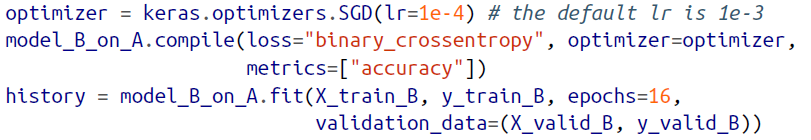 optimizer = keras.optimizers.SGD(lr=1e-4) # the default lr is 1e-3
model_B_on_A.compile(loss="binary_crossentropy", optimizer=optimizer,
                     metrics=["accuracy"])
history = model_B_on_A.fit(X_train_B, y_train_B, epochs=16,
                           validation_data=(X_valid_B, y_valid_B))